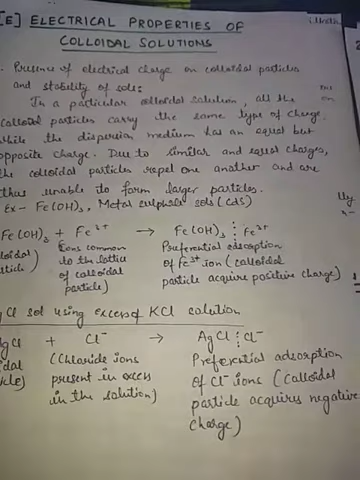 [E] ELECTRICAL PROPERTIES OF
COLLOIDAL SOLUTIONS
. Presence of electrical charge on colloidal particles
and stability of sols:
In a particular colloidal solution, all the
colloidal particles carry the same type of charge,
while the dispersion medium has an equal but
opposite charge. Due to similar and equal charges,
the colloidal particles repel one another and are
thus unable to form larger particles.
Ex - Fe(OH)3, Metal sulphide sols (CdS)
Fe(OH)3 + Fe3+ → Fe(OH)3 ⋮ Fe3+
loidal (Ions common Preferential adsorption
rticle) to the lattice of Fe3+ ion (colloidal
of colloidal particle acquire positive charge)
particle)
gCl sol using excess of KCl solution
gCl + Cl- → AgCl ⋮ Cl-
idal (Chloride ions Preferential adsorption
cle) present in excess of Cl- ions (Colloidal
in the solution) particle acquires negative
charge)